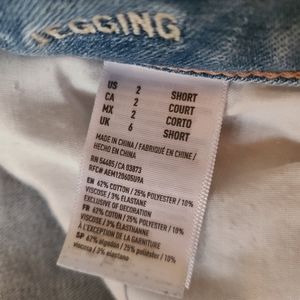 LEGGING
US 2 SHORT
CA 2 COURT
MX 2 CORTO
UK 6 SHORT
MADE IN CHINA / FABRIQUÉ EN CHINE /
HECHO EN CHINA
RN 54485/CA 03873
RFC# AEM120605UVA
EN 62% COTTON / 25% POLYESTER / 10%
VISCOSE / 3% ELASTANE
EXCLUSIVE OF DECORATION
FR 62% COTON / 25% POLYESTER / 10%
VISCOSE / 3% ÉLASTHANNE
À L'EXCEPTION DE LA GARNITURE
SP 62% algodón / 25% poliéster / 10%
viscosa / 3% elastano